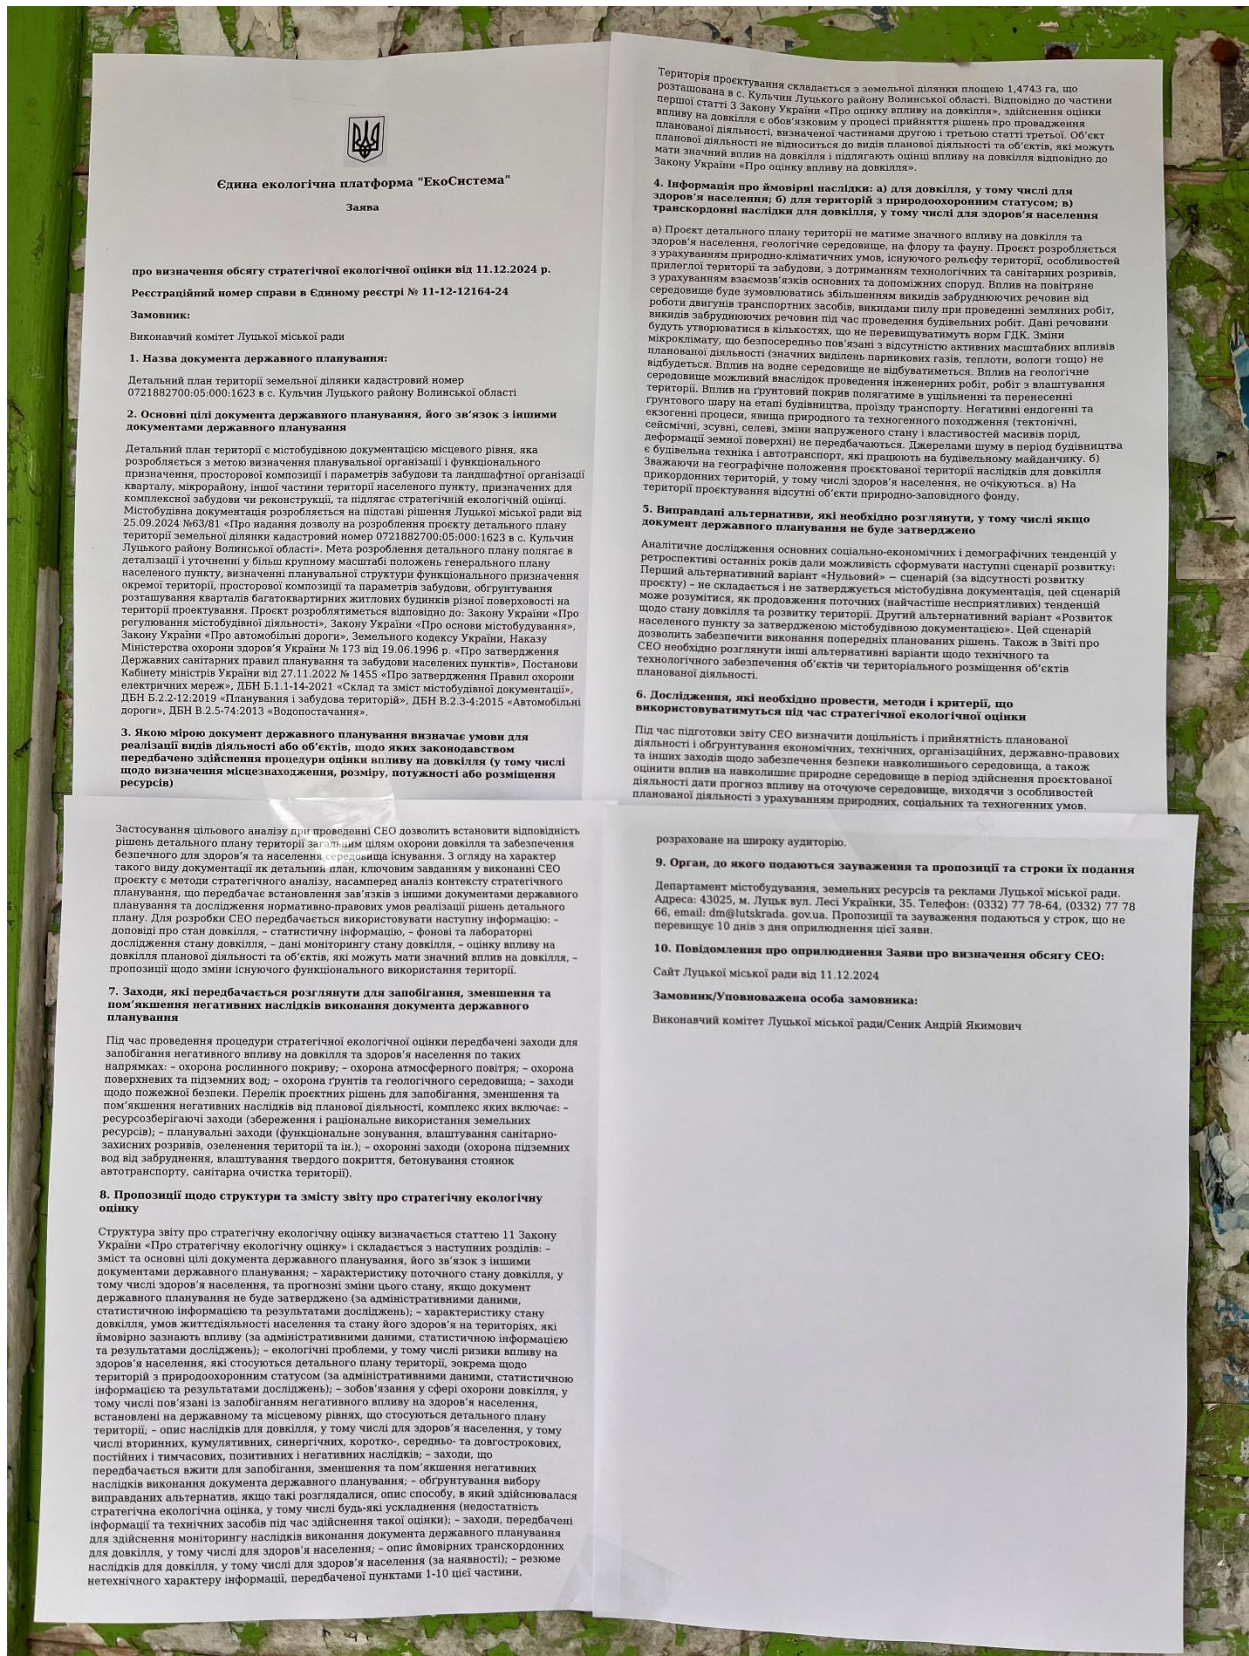 Єдина екологічна платформа "ЕкоСистема"
Заява
про визначення обсягу стратегічної екологічної оцінки від 11.12.2024 р.
Реєстраційний номер справи в Єдиному реєстрі № 11-12-12164-24
Замовник:
Виконавчий комітет Луцької міської ради
1. Назва документа державного планування:
Детальний план території земельної ділянки кадастровий номер
0721882700:05:000:1623 в с. Кульчин Луцького району Волинської області
2. Основні цілі документа державного планування, його зв’язок з іншими
документами державного планування
Детальний план території є містобудівною документацією місцевого рівня, яка
розробляється з метою визначення планувальної організації і функціонального
призначення, просторової композиції і параметрів забудови та ландшафтної організації
кварталу, мікрорайону, іншої частини території населеного пункту, призначених для
комплексної забудови чи реконструкції, та підлягає стратегічній екологічній оцінці.
Містобудівна документація розробляється на підставі рішення Луцької міської ради від
25.09.2024 №63/81 «Про надання дозволу на розроблення проєкту детального плану
території земельної ділянки кадастровий номер 0721882700:05:000:1623 в с. Кульчин
Луцького району Волинської області». Мета розроблення детального плану полягає в
деталізації і уточненні у більш крупному масштабі положень генерального плану
населеного пункту, визначенні планувальної структури функціонального призначення
окремої території, просторової композиції та параметрів забудови, обґрунтування
розташування кварталів багатоквартирних житлових будинків різної поверховості на
території проектування. Проєкт розроблятиметься відповідно до: Закону України «Про
регулювання містобудівної діяльності», Закону України «Про основи містобудування»,
Закону України «Про автомобільні дороги», Земельного кодексу України, Наказу
Міністерства охорони здоров’я України № 173 від 19.06.1996 р. «Про затвердження
Державних санітарних правил планування та забудови населених пунктів», Постанови
Кабінету міністрів України від 27.11.2022 № 1455 «Про затвердження Правил охорони
електричних мереж», ДБН Б.1.1-14-2021 «Склад та зміст містобудівної документації»,
ДБН Б.2.2-12:2019 «Планування і забудова територій», ДБН В.2.3-4:2015 «Автомобільні
дороги», ДБН В.2.5-74:2013 «Водопостачання».
3. Якою мірою документ державного планування визначає умови для
реалізації видів діяльності або об’єктів, щодо яких законодавством
передбачено здійснення процедури оцінки впливу на довкілля (у тому числі
щодо визначення місцезнаходження, розміру, потужності або розміщення
ресурсів)
Територія проєктування складається з земельної ділянки площею 1,4743 га, що
розташована в с. Кульчин Луцького району Волинської області. Відповідно до частини
першої статті 3 Закону України «Про оцінку впливу на довкілля», здійснення оцінки
впливу на довкілля є обов’язковим у процесі прийняття рішень про провадження
планованої діяльності, визначеної частинами другою і третьою статті третьої. Об’єкт
планової діяльності не відноситься до видів планової діяльності та об’єктів, які можуть
мати значний вплив на довкілля і підлягають оцінці впливу на довкілля відповідно до
Закону України «Про оцінку впливу на довкілля».
4. Інформація про ймовірні наслідки: а) для довкілля, у тому числі для
здоров’я населення; б) для територій з природоохоронним статусом; в)
транскордонні наслідки для довкілля, у тому числі для здоров’я населення
а) Проєкт детального плану території не матиме значного впливу на довкілля та
здоров’я населення, геологічне середовище, на флору та фауну. Проєкт розробляється
з урахуванням природно-кліматичних умов, існуючого рельєфу території, особливостей
прилеглої території та забудови, з дотриманням технологічних та санітарних розривів,
з урахуванням взаємозв’язків основних та допоміжних споруд. Вплив на повітряне
середовище буде зумовлюватись збільшенням викидів забруднюючих речовин від
роботи двигунів транспортних засобів, викидами пилу при проведенні земляних робіт,
викидів забруднюючих речовин під час проведення будівельних робіт. Дані речовини
будуть утворюватися в кількостях, що не перевищуватимуть норм ГДК. Зміни
мікроклімату, що безпосередньо пов’язані з відсутністю активних масштабних впливів
планованої діяльності (значних виділень парникових газів, теплоти, вологи тощо) не
відбудеться. Вплив на водне середовище не відбуватиметься. Вплив на геологічне
середовище можливий внаслідок проведення інженерних робіт, робіт з влаштування
території. Вплив на ґрунтовий покрив полягатиме в ущільненні та перенесенні
ґрунтового шару на етапі будівництва, проїзду транспорту. Негативні ендогенні та
екзогенні процеси, явища природного та техногенного походження (тектонічні,
сейсмічні, зсувні, селеві, зміни напруженого стану і властивостей масивів порід,
деформації земної поверхні) не передбачаються. Джерелами шуму в період будівництва
є будівельна техніка і автотранспорт, які працюють на будівельному майданчику. б)
Зважаючи на географічне положення проєктованої території наслідків для довкілля
прикордонних територій, у тому числі здоров’я населення, не очікуються. в) На
території проєктування відсутні об’єкти природно-заповідного фонду.
5. Виправдані альтернативи, які необхідно розглянути, у тому числі якщо
документ державного планування не буде затверджено
Аналітичне дослідження основних соціально-економічних і демографічних тенденцій у
ретроспективі останніх років дали можливість сформувати наступні сценарії розвитку:
Перший альтернативний варіант «Нульовий» − сценарій (за відсутності розвитку
проєкту) – не складається і не затверджується містобудівна документація, цей сценарій
може розумітися, як продовження поточних (найчастіше несприятливих) тенденцій
щодо стану довкілля та розвитку території. Другий альтернативний варіант «Розвиток
населеного пункту за затвердженою містобудівною документацією». Цей сценарій
дозволить забезпечити виконання попередніх планованих рішень. Також в Звіті про
СЕО необхідно розглянути інші альтернативні варіанти щодо технічного та
технологічного забезпечення об’єктів чи територіального розміщення об’єктів
планованої діяльності.
6. Дослідження, які необхідно провести, методи і критерії, що
використовуватимуться під час стратегічної екологічної оцінки
Під час підготовки звіту СЕО визначити доцільність і прийнятність планованої
діяльності і обґрунтування економічних, технічних, організаційних, державно-правових
та інших заходів щодо забезпечення безпеки навколишнього середовища, а також
оцінити вплив на навколишнє природне середовище в період здійснення проєктованої
діяльності дати прогноз впливу на оточуюче середовище, виходячи з особливостей
планованої діяльності з урахуванням природних, соціальних та техногенних умов.
Застосування цільового аналізу при проведенні СЕО дозволить встановити відповідність
рішень детального плану території загальним цілям охорони довкілля та забезпечення
безпечного для здоров’я та населення середовища існування. З огляду на характер
такого виду документації як детальний план, ключовим завданням у виконанні СЕО
проєкту є методи стратегічного аналізу, насамперед аналіз контексту стратегічного
планування, що передбачає встановлення зав’язків з іншими документами державного
планування та дослідження нормативно-правових умов реалізації рішень детального
плану. Для розробки СЕО передбачається використовувати наступну інформацію: –
доповіді про стан довкілля, – статистичну інформацію, – фонові та лабораторні
дослідження стану довкілля, – дані моніторингу стану довкілля, – оцінку впливу на
довкілля планової діяльності та об’єктів, які можуть мати значний вплив на довкілля, –
пропозиції щодо зміни існуючого функціонального використання території.
7. Заходи, які передбачається розглянути для запобігання, зменшення та
пом’якшення негативних наслідків виконання документа державного
планування
Під час проведення процедури стратегічної екологічної оцінки передбачені заходи для
запобігання негативного впливу на довкілля та здоров’я населення по таких
напрямках: – охорона рослинного покриву; – охорона атмосферного повітря; – охорона
поверхневих та підземних вод; – охорона ґрунтів та геологічного середовища; – заходи
щодо пожежної безпеки. Перелік проєктних рішень для запобігання, зменшення та
пом’якшення негативних наслідків від планової діяльності, комплекс яких включає: –
ресурсозберігаючі заходи (збереження і раціональне використання земельних
ресурсів); – планувальні заходи (функціональне зонування, влаштування санітарно-
захисних розривів, озеленення території та ін.); – охоронні заходи (охорона підземних
вод від забруднення, влаштування твердого покриття, бетонування стоянок
автотранспорту, санітарна очистка території).
8. Пропозиції щодо структури та змісту звіту про стратегічну екологічну
оцінку
Структура звіту про стратегічну екологічну оцінку визначається статтею 11 Закону
України «Про стратегічну екологічну оцінку» і складається з наступних розділів: –
зміст та основні цілі документа державного планування, його зв’язок з іншими
документами державного планування; – характеристику поточного стану довкілля, у
тому числі здоров’я населення, та прогнозні зміни цього стану, якщо документ
державного планування не буде затверджено (за адміністративними даними,
статистичною інформацією та результатами досліджень); – характеристику стану
довкілля, умов життєдіяльності населення та стану його здоров’я на територіях, які
ймовірно зазнають впливу (за адміністративними даними, статистичною інформацією
та результатами досліджень); – екологічні проблеми, у тому числі ризики впливу на
здоров’я населення, які стосуються детального плану території, зокрема щодо
територій з природоохоронним статусом (за адміністративними даними, статистичною
інформацією та результатами досліджень); – зобов’язання у сфері охорони довкілля, у
тому числі пов’язані із запобіганням негативного впливу на здоров’я населення,
встановлені на державному та місцевому рівнях, що стосуються детального плану
території; – опис наслідків для довкілля, у тому числі для здоров’я населення, у тому
числі вторинних, кумулятивних, синергічних, коротко-, середньо- та довгострокових,
постійних і тимчасових, позитивних і негативних наслідків; – заходи, що
передбачається вжити для запобігання, зменшення та пом’якшення негативних
наслідків виконання документа державного планування; – обґрунтування вибору
виправданих альтернатив, якщо такі розглядалися, опис способу, в який здійснювалася
стратегічна екологічна оцінка, у тому числі будь-які ускладнення (недостатність
інформації та технічних засобів під час здійснення такої оцінки); – заходи, передбачені
для здійснення моніторингу наслідків виконання документа державного планування
для довкілля, у тому числі для здоров’я населення; – опис ймовірних транскордонних
наслідків для довкілля, у тому числі для здоров’я населення (за наявності); – резюме
нетехнічного характеру інформації, передбаченої пунктами 1-10 цієї частини,
розраховане на широку аудиторію.
9. Орган, до якого подаються зауваження та пропозиції та строки їх подання
Департамент містобудування, земельних ресурсів та реклами Луцької міської ради.
Адреса: 43025, м. Луцьк вул. Лесі Українки, 35. Телефон: (0332) 77 78-64, (0332) 77 78
66, email: dm@lutskrada. gov.ua. Пропозиції та зауваження подаються у строк, що не
перевищує 10 днів з дня оприлюднення цієї заяви.
10. Повідомлення про оприлюднення Заяви про визначення обсягу СЕО:
Сайт Луцької міської ради від 11.12.2024
Замовник/Уповноважена особа замовника:
Виконавчий комітет Луцької міської ради/Сеник Андрій Якимович